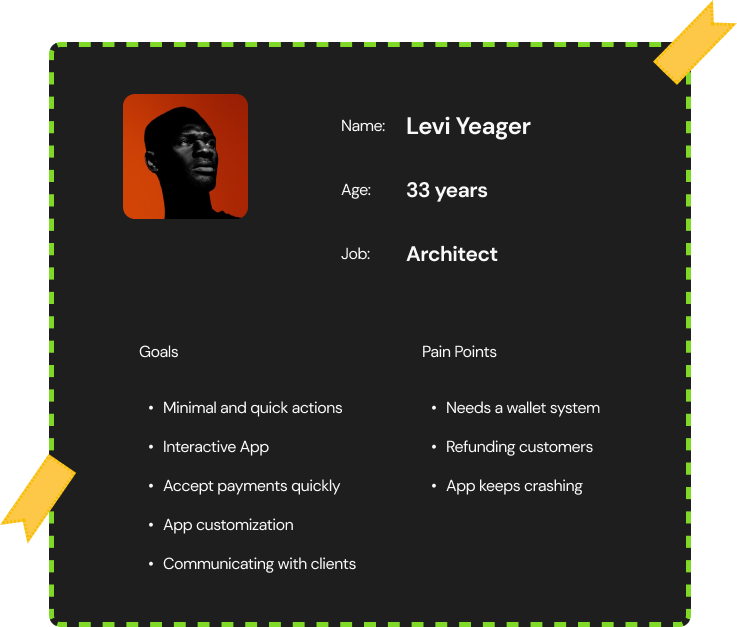 Name: Levi Yeager
Age: 33 years
Job: Architect
Goals
• Minimal and quick actions
• Interactive App
• Accept payments quickly
• App customization
• Communicating with clients
Pain Points
• Needs a wallet system
• Refunding customers
• App keeps crashing